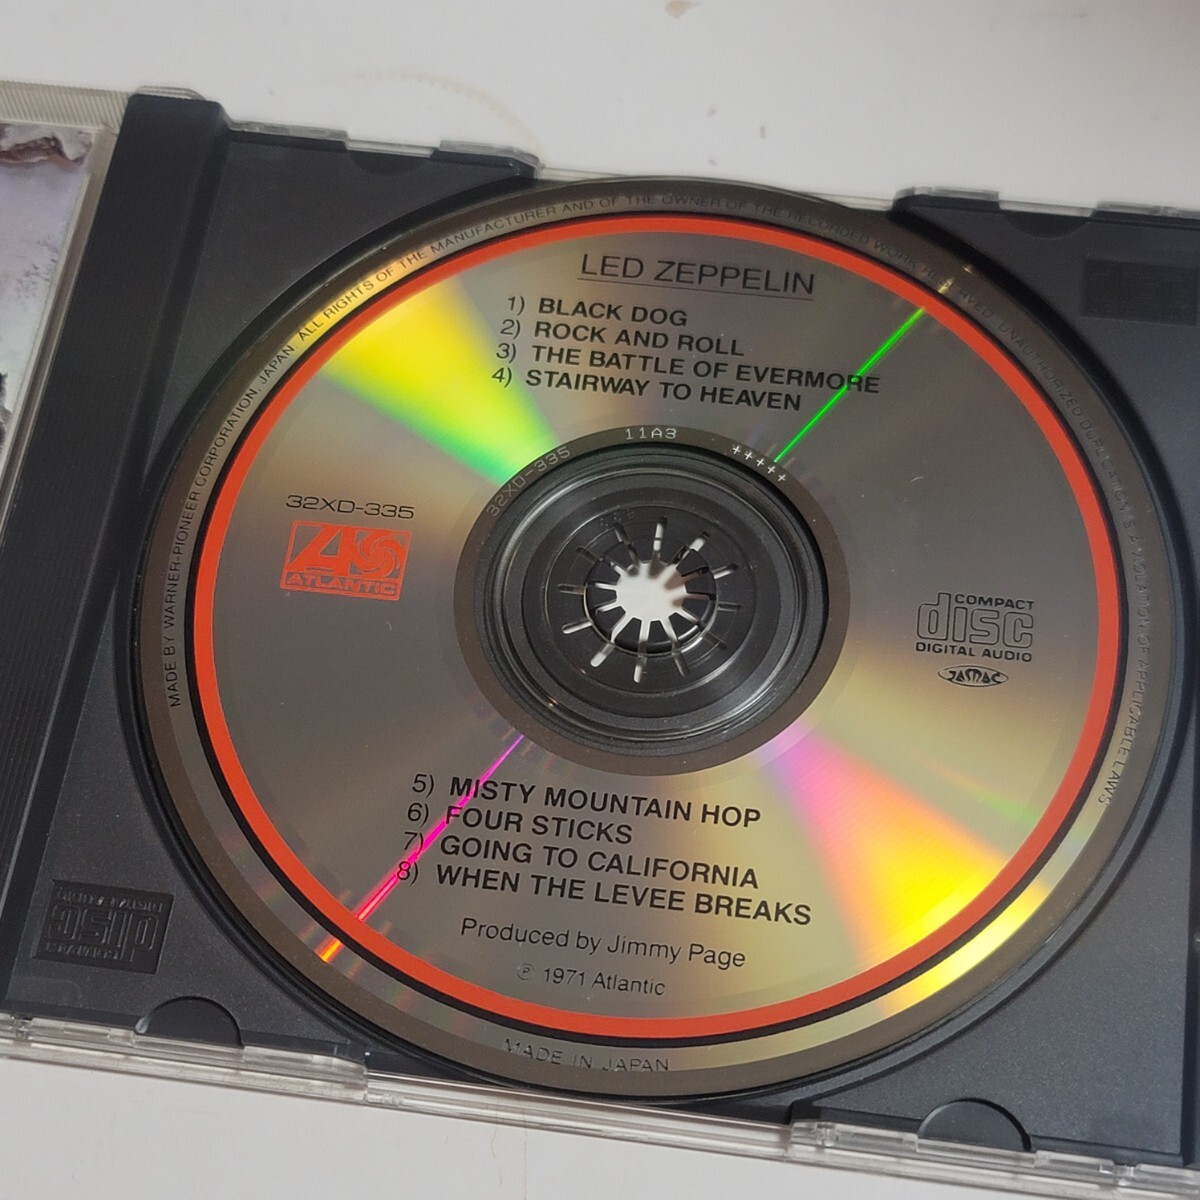 LED ZEPPELIN
1) BLACK DOG
2) ROCK AND ROLL
3) THE BATTLE OF EVERMORE
4) STAIRWAY TO HEAVEN
11A3
+++++
32XD-335
32XD-335
ATLANTIC
COMPACT
disc
DIGITAL AUDIO
JASRAC
5) MISTY MOUNTAIN HOP
6) FOUR STICKS
7) GOING TO CALIFORNIA
8) WHEN THE LEVEE BREAKS
Produced by Jimmy Page
℗ 1971 Atlantic
MADE IN JAPAN
MADE BY WARNER-PIONEER CORPORATION, JAPAN. ALL RIGHTS OF THE MANUFACTURER AND OF THE OWNER OF THE RECORDED WORK RESERVED. UNAUTHORIZED DUPLICATION IS A VIOLATION OF APPLICABLE LAWS
COMPACT
disc
DIGITAL AUDIO